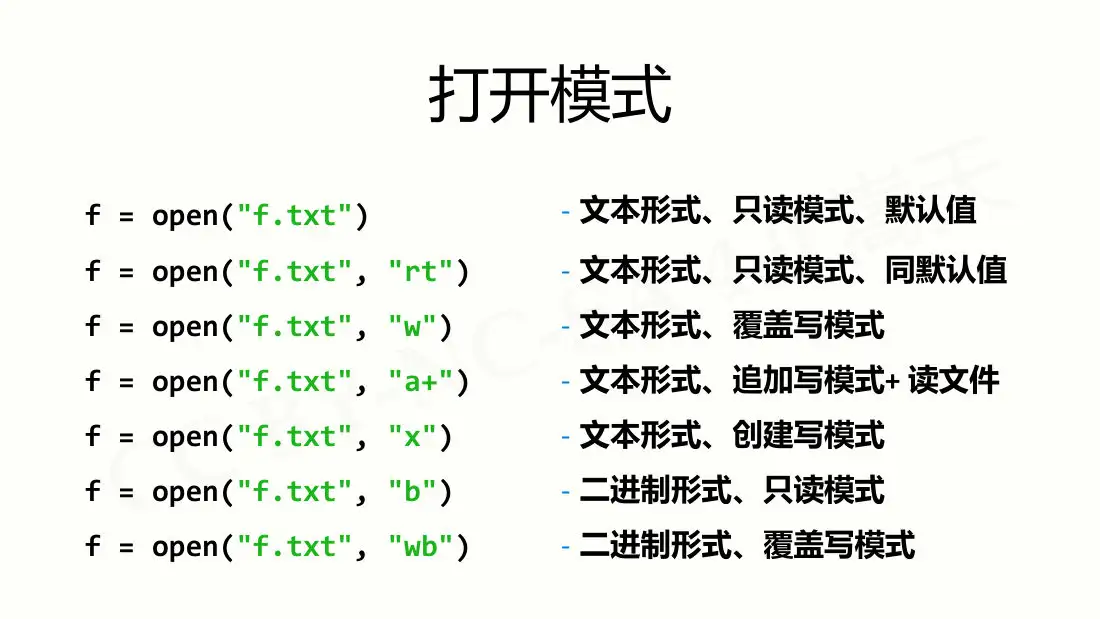 打开模式
f = open("f.txt") - 文本形式、只读模式、默认值
f = open("f.txt", "rt") - 文本形式、只读模式、同默认值
f = open("f.txt", "w") - 文本形式、覆盖写模式
f = open("f.txt", "a+") - 文本形式、追加写模式+ 读文件
f = open("f.txt", "x") - 文本形式、创建写模式
f = open("f.txt", "b") - 二进制形式、只读模式
f = open("f.txt", "wb") - 二进制形式、覆盖写模式